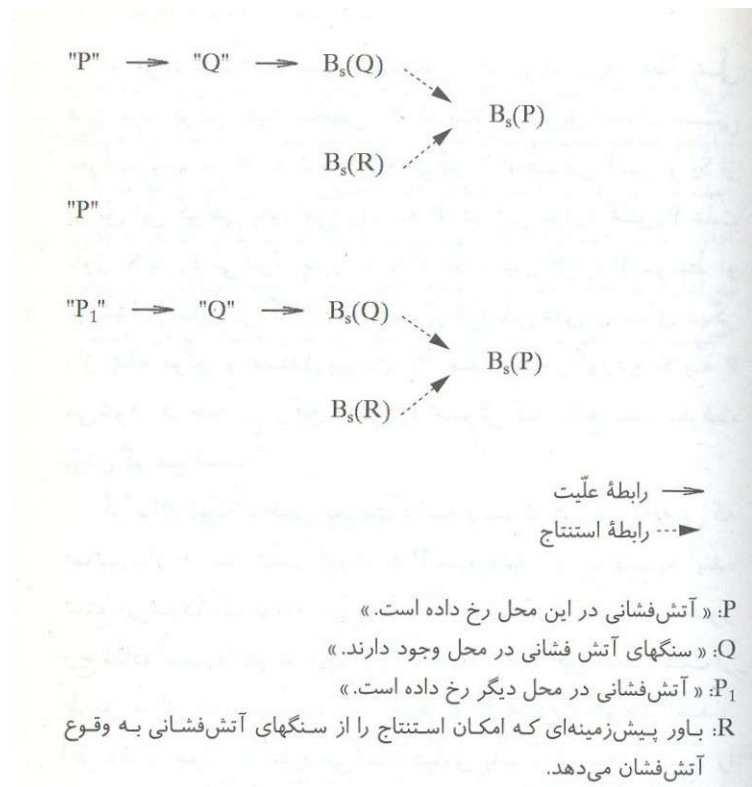 "P" → "Q" → Bₛ(Q)
Bₛ(P)
Bₛ(R)
"P"
"P₁" → "Q" → Bₛ(Q)
Bₛ(P)
Bₛ(R)
→ رابطهٔ علّیت
--► رابطهٔ استنتاج
P: « آتش‌فشانی در این محل رخ داده است. »
Q: « سنگهای آتش فشانی در محل وجود دارند. »
P₁: « آتش‌فشانی در محل دیگر رخ داده است. »
R: باور پیش‌زمینه‌ای که امکان استنتاج را از سنگهای آتش‌فشانی به وقوع
آتش‌فشان می‌دهد.